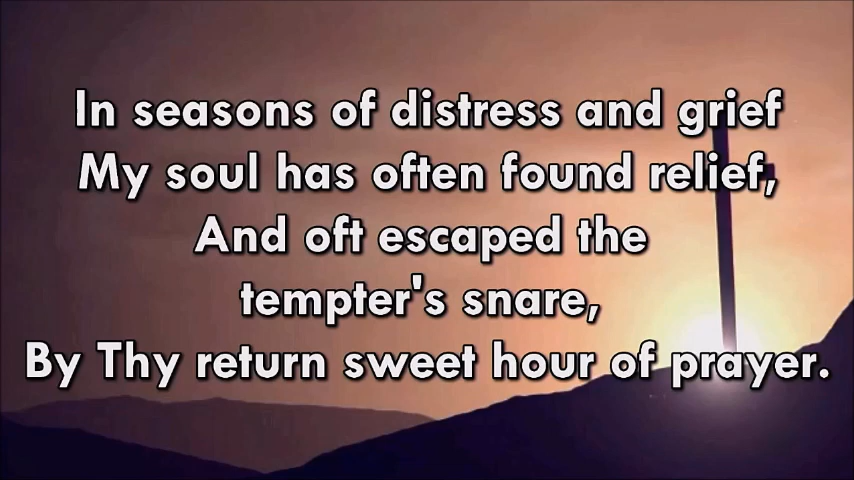 In seasons of distress and grief
My soul has often found relief,
And oft escaped the
tempter's snare,
By Thy return sweet hour of prayer.